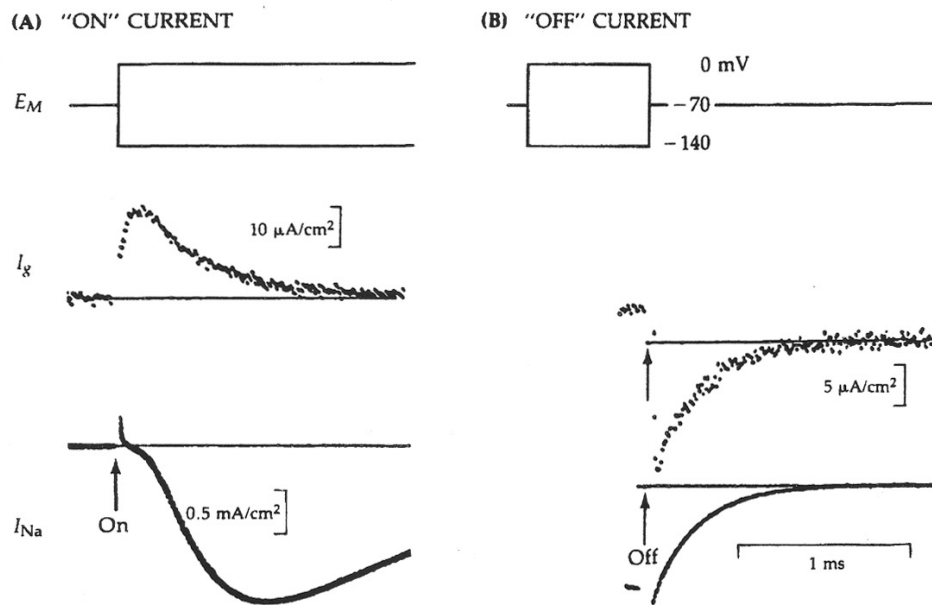 (A) "ON" CURRENT
(B) "OFF" CURRENT
E_M
0 mV
−70
−140
I_g
10 μA/cm²
5 μA/cm²
I_Na
On
0.5 mA/cm²
Off
1 ms